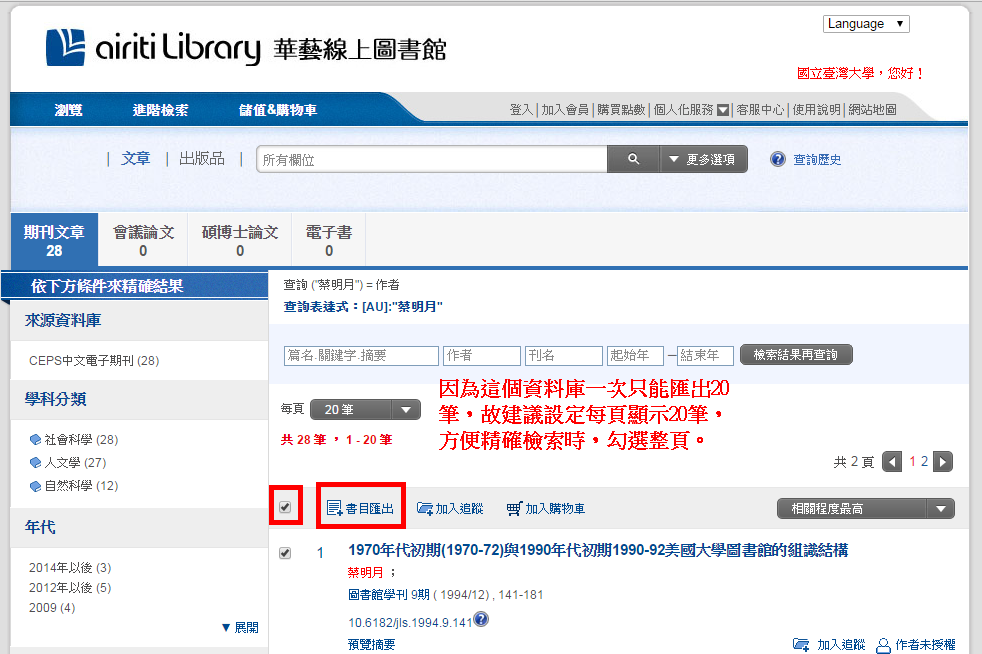 Language
airiti Library 華藝線上圖書館
國立臺灣大學，您好！
瀏覽 進階檢索 儲值&購物車
登入 | 加入會員 | 購買點數 | 個人化服務 | 客服中心 | 使用說明 | 網站地圖
| 文章 | 出版品 | 所有欄位 更多選項 ? 查詢歷史
期刊文章 會議論文 碩博士論文 電子書
28 0 0 0
依下方條件來精確結果
查詢 ("蔡明月") = 作者
查詢表達式：[AU]:"蔡明月"
來源資料庫
CEPS中文電子期刊 (28)
篇名.關鍵字.摘要 作者 刊名 起始年 – 結束年 檢索結果再查詢
學科分類
社會科學 (28)
人文學 (27)
自然科學 (12)
因為這個資料庫一次只能匯出20
筆，故建議設定每頁顯示20筆，
方便精確檢索時，勾選整頁。
每頁 20 筆
共 28 筆 ， 1 - 20 筆
共 2 頁 1 2
書目匯出 加入追蹤 加入購物車 相關程度最高
年代
2014年以後 (3)
2012年以後 (5)
2009 (4)
▼ 展開
1 1970年代初期(1970-72)與1990年代初期1990-92美國大學圖書館的組識結構
蔡明月 ；
圖書館學刊 9期 ( 1994/12) , 141-181
10.6182/jls.1994.9.141 ?
預覽摘要
加入追蹤 作者未授權